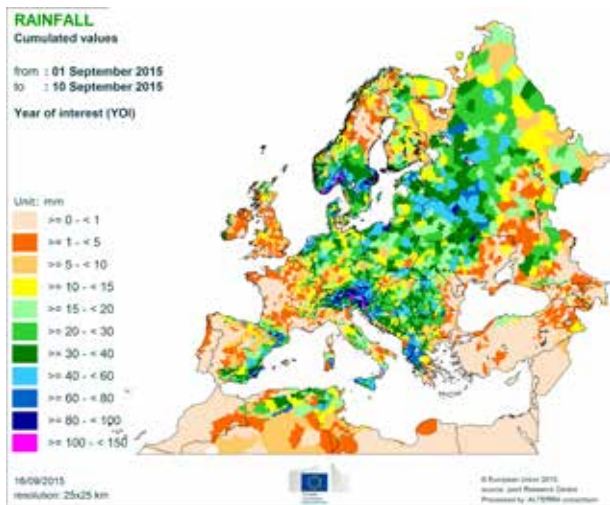 RAINFALL
Cumulated values
from : 01 September 2015
to : 10 September 2015
Year of interest (YOI)
Unit: mm
>= 0 - < 1
>= 1 - < 5
>= 5 - < 10
>= 10 - < 15
>= 15 - < 20
>= 20 - < 30
>= 30 - < 40
>= 40 - < 60
>= 60 - < 80
>= 80 - < 100
>= 100 - < 150
16/09/2015
resolution: 25x25 km
© European Union 2015
source: Joint Research Centre
Processed by ALTERRA consortium